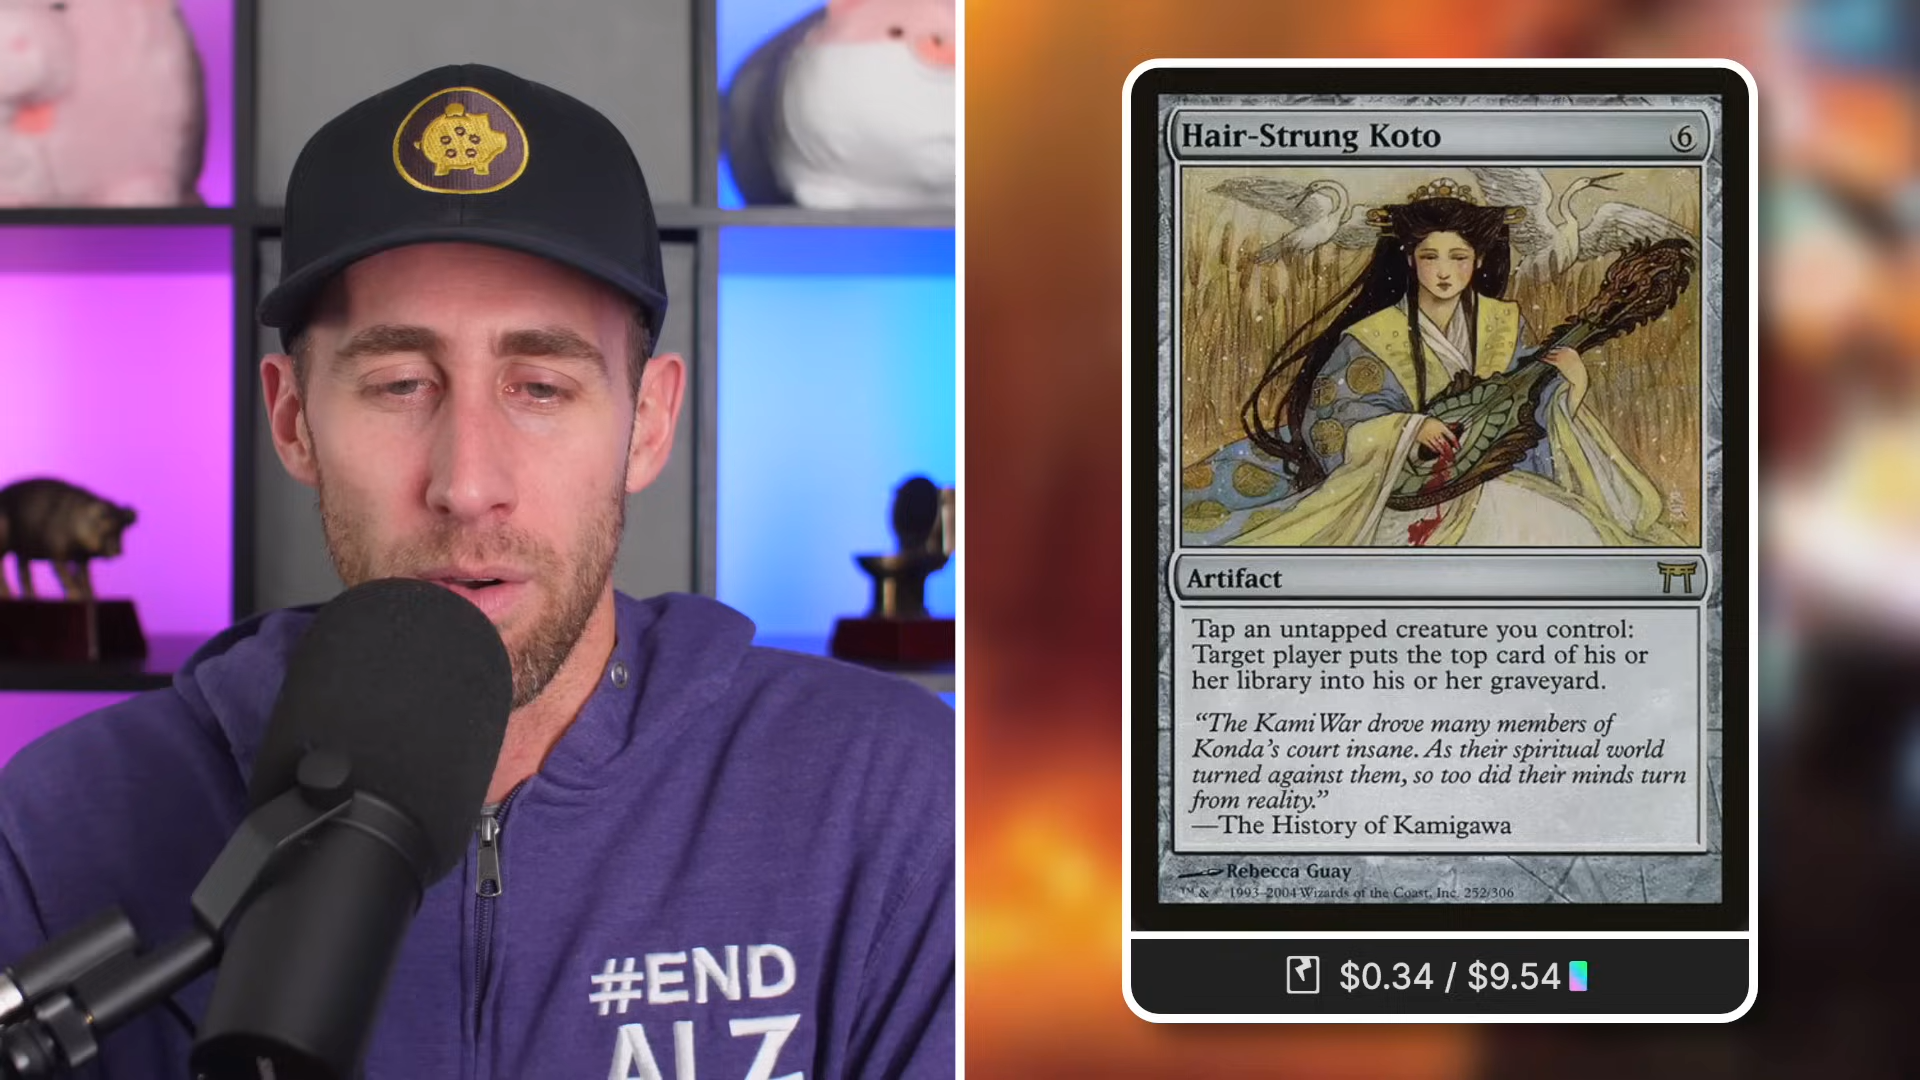 #END
ALZ
Hair-Strung Koto
6
Artifact
Tap an untapped creature you control:
Target player puts the top card of his or
her library into his or her graveyard.
“The Kami War drove many members of
Konda’s court insane. As their spiritual world
turned against them, so too did their minds turn
from reality.”
—The History of Kamigawa
Rebecca Guay
™ & © 1993–2004 Wizards of the Coast, Inc. 252/306
$0.34 / $9.54